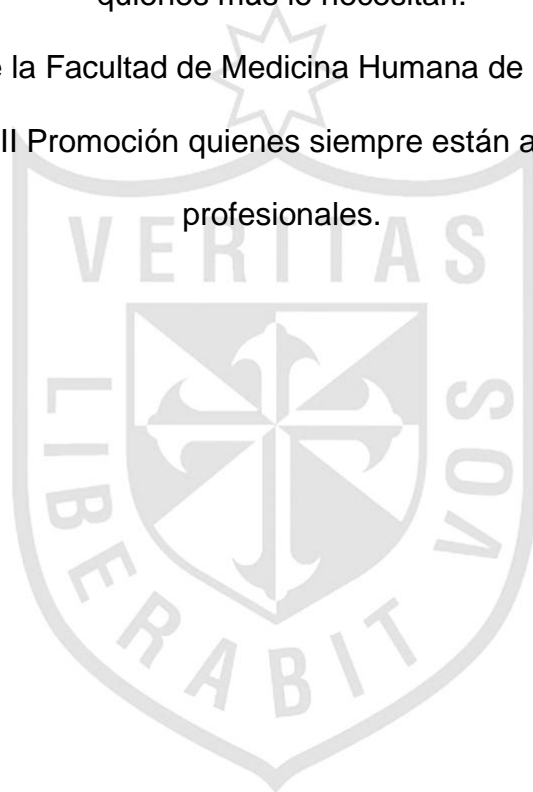 quienes más lo necesitan.
la Facultad de Medicina Humana de
II Promoción quienes siempre están a
profesionales.
VERITAS
LIBERABIT
VOS